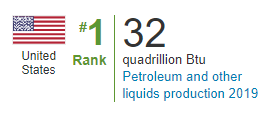 United
States
#1
Rank
32
quadrillion Btu
Petroleum and other
liquids production 2019